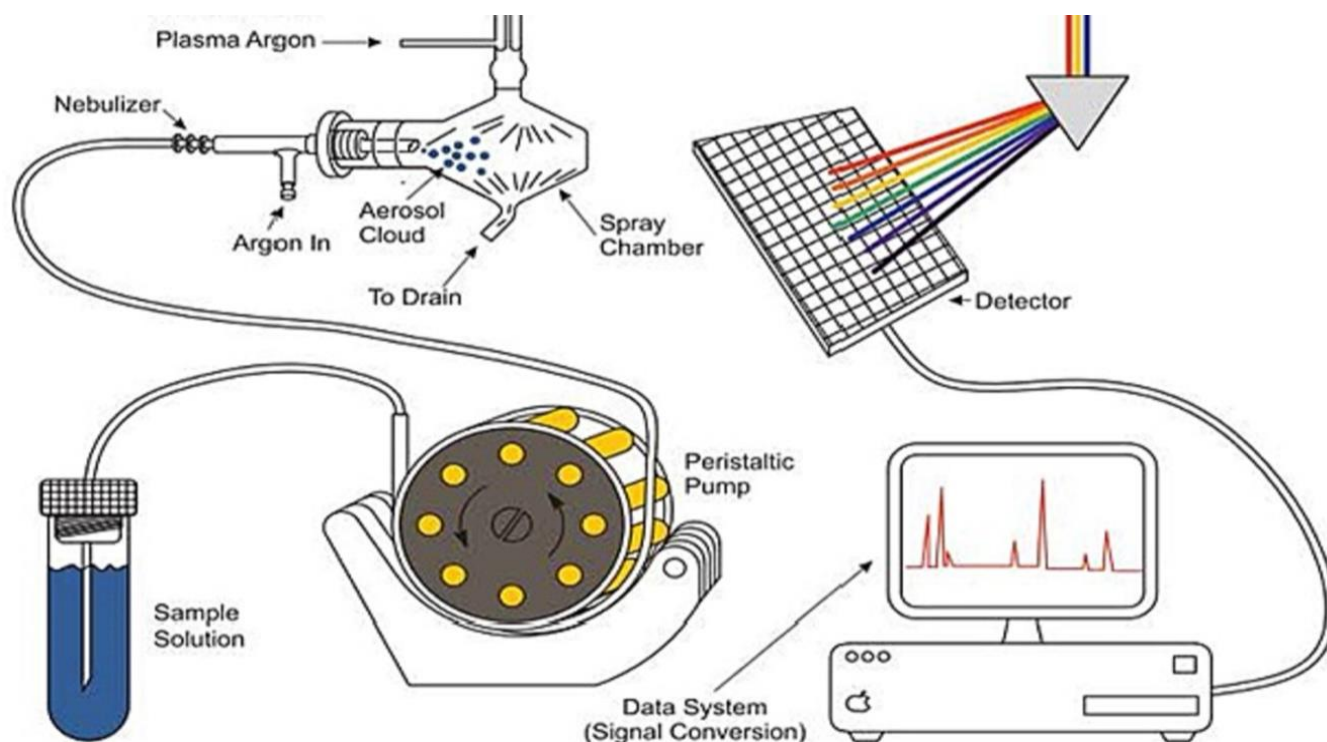 Plasma Argon
Nebulizer
Argon In
Aerosol
Cloud
To Drain
Spray
Chamber
Detector
Peristaltic
Pump
Sample
Solution
Data System
(Signal Conversion)